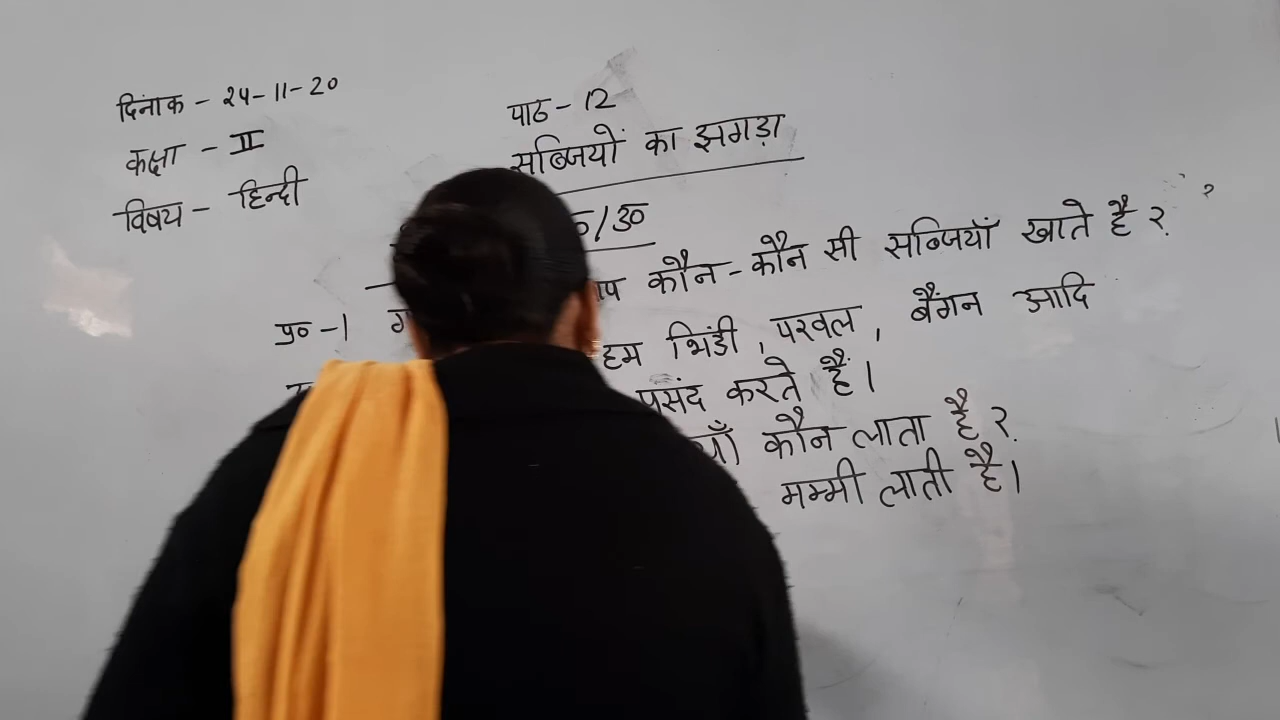 दिनांक - 24-11-20
कक्षा - II
विषय - हिन्दी
पाठ - 12
सब्जियों का झगड़ा
/उ०
प्र० -1 कौन - कौन सी सब्जियाँ खाते है ?
हम भिंडी , परवल , बैंगन आदि
पसंद करते हैं ।
कौन लाता है ?
मम्मी लाती है ।